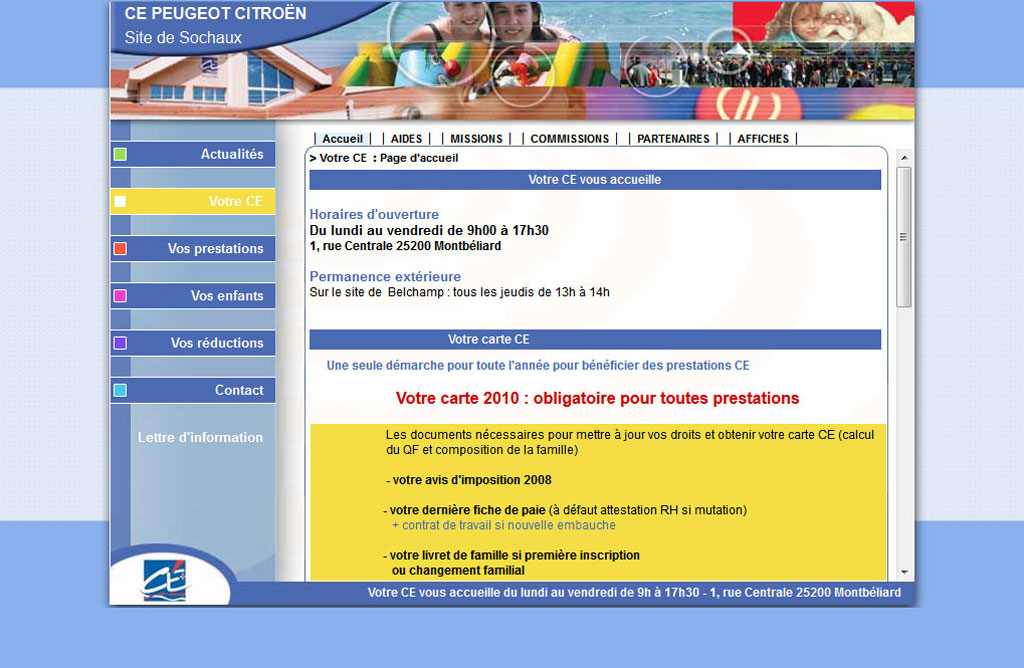 CE PEUGEOT CITROËN
Site de Sochaux
| Accueil | | AIDES | | MISSIONS | | COMMISSIONS | | PARTENAIRES | | AFFICHES |
> Votre CE : Page d'accueil
Actualités
Votre CE
Vos prestations
Vos enfants
Vos réductions
Contact
Lettre d'information
CE
Votre CE vous accueille
Horaires d'ouverture
Du lundi au vendredi de 9h00 à 17h30
1, rue Centrale 25200 Montbéliard
Permanence extérieure
Sur le site de Belchamp : tous les jeudis de 13h à 14h
Votre carte CE
Une seule démarche pour toute l'année pour bénéficier des prestations CE
Votre carte 2010 : obligatoire pour toutes prestations
Les documents nécessaires pour mettre à jour vos droits et obtenir votre carte CE (calcul
du QF et composition de la famille)
- votre avis d'imposition 2008
- votre dernière fiche de paie (à défaut attestation RH si mutation)
+ contrat de travail si nouvelle embauche
- votre livret de famille si première inscription
ou changement familial
Votre CE vous accueille du lundi au vendredi de 9h à 17h30 - 1, rue Centrale 25200 Montbéliard